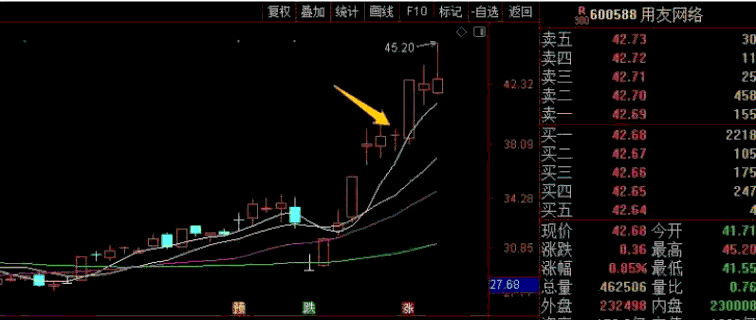 复权 叠加 统计 画线 F10 标记 -自选 返回
R 600588 用友网络
300
45.20
42.32
38.09
34.28
30.85
27.68
预 跌 涨
卖五 42.73 30
卖四 42.72 11
卖三 42.71 25
卖二 42.70 458
卖一 42.69 155
买一 42.68 2218
买二 42.67 105
买三 42.66 175
买四 42.65 247
买五 42.64 4
现价 42.68 今开 41.71
涨跌 0.36 最高 45.20
涨幅 0.85% 最低 41.55
总量 462506 量比 0.76
外盘 232498 内盘 230008